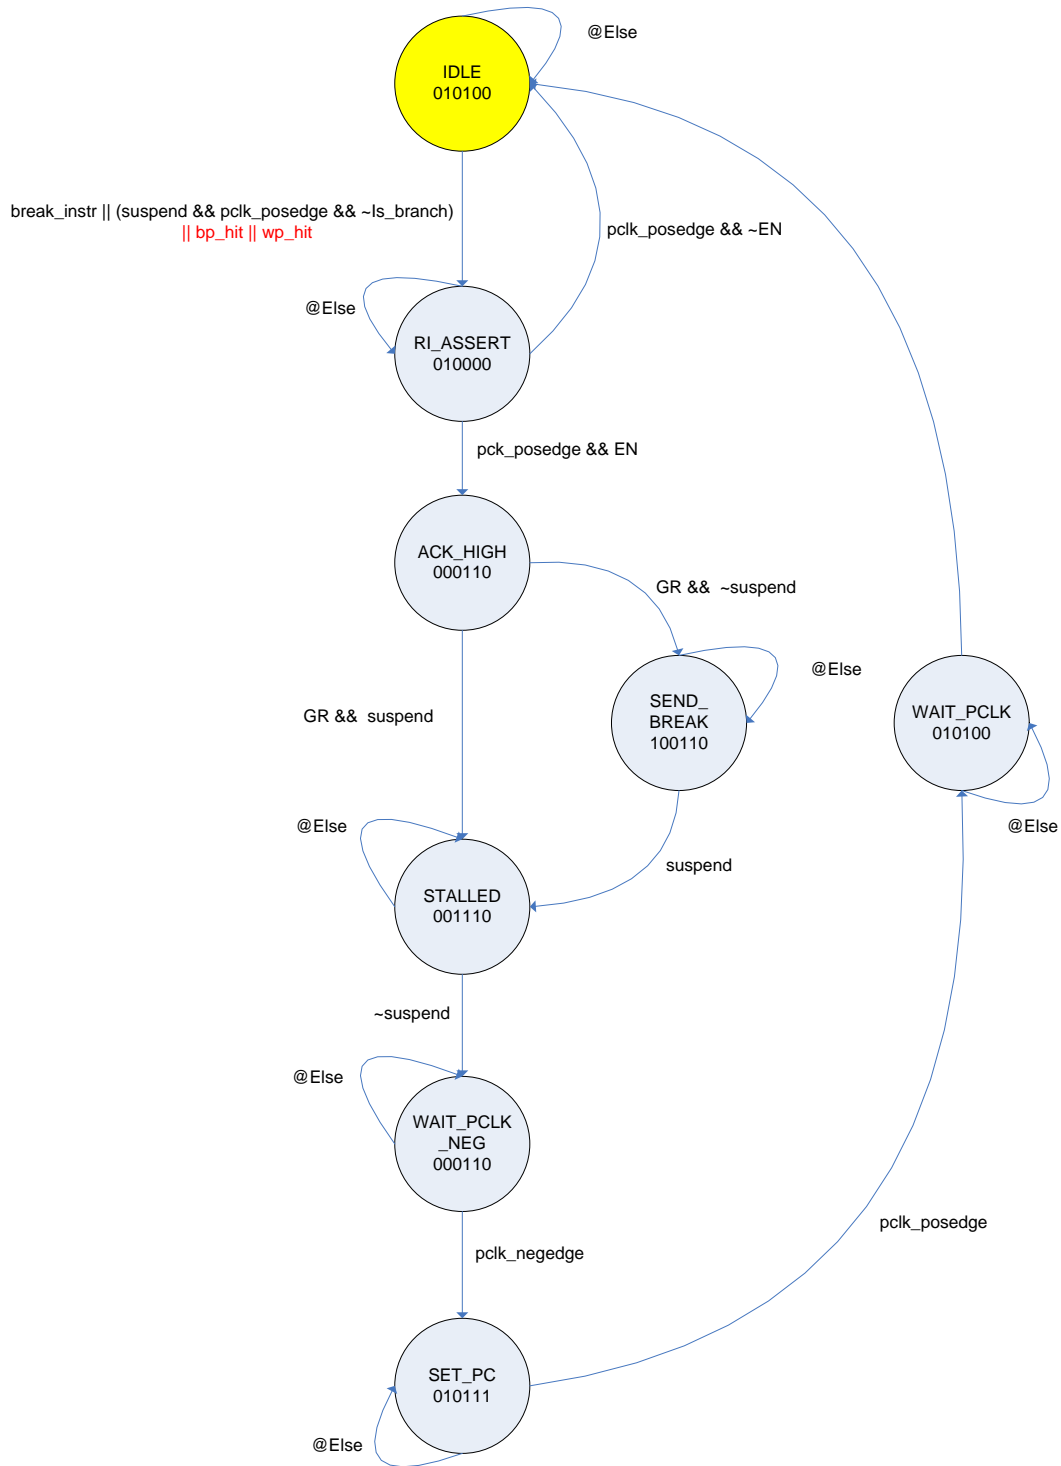 @Else
IDLE
010100
break_instr || (suspend && pclk_posedge && ~Is_branch)
|| bp_hit || wp_hit
pclk_posedge && ~EN
@Else
RI_ASSERT
010000
pck_posedge && EN
ACK_HIGH
000110
GR && ~suspend
@Else
SEND_
BREAK
100110
WAIT_PCLK
010100
GR && suspend
@Else
@Else
suspend
STALLED
001110
~suspend
@Else
WAIT_PCLK
_NEG
000110
pclk_posedge
pclk_negedge
SET_PC
010111
@Else